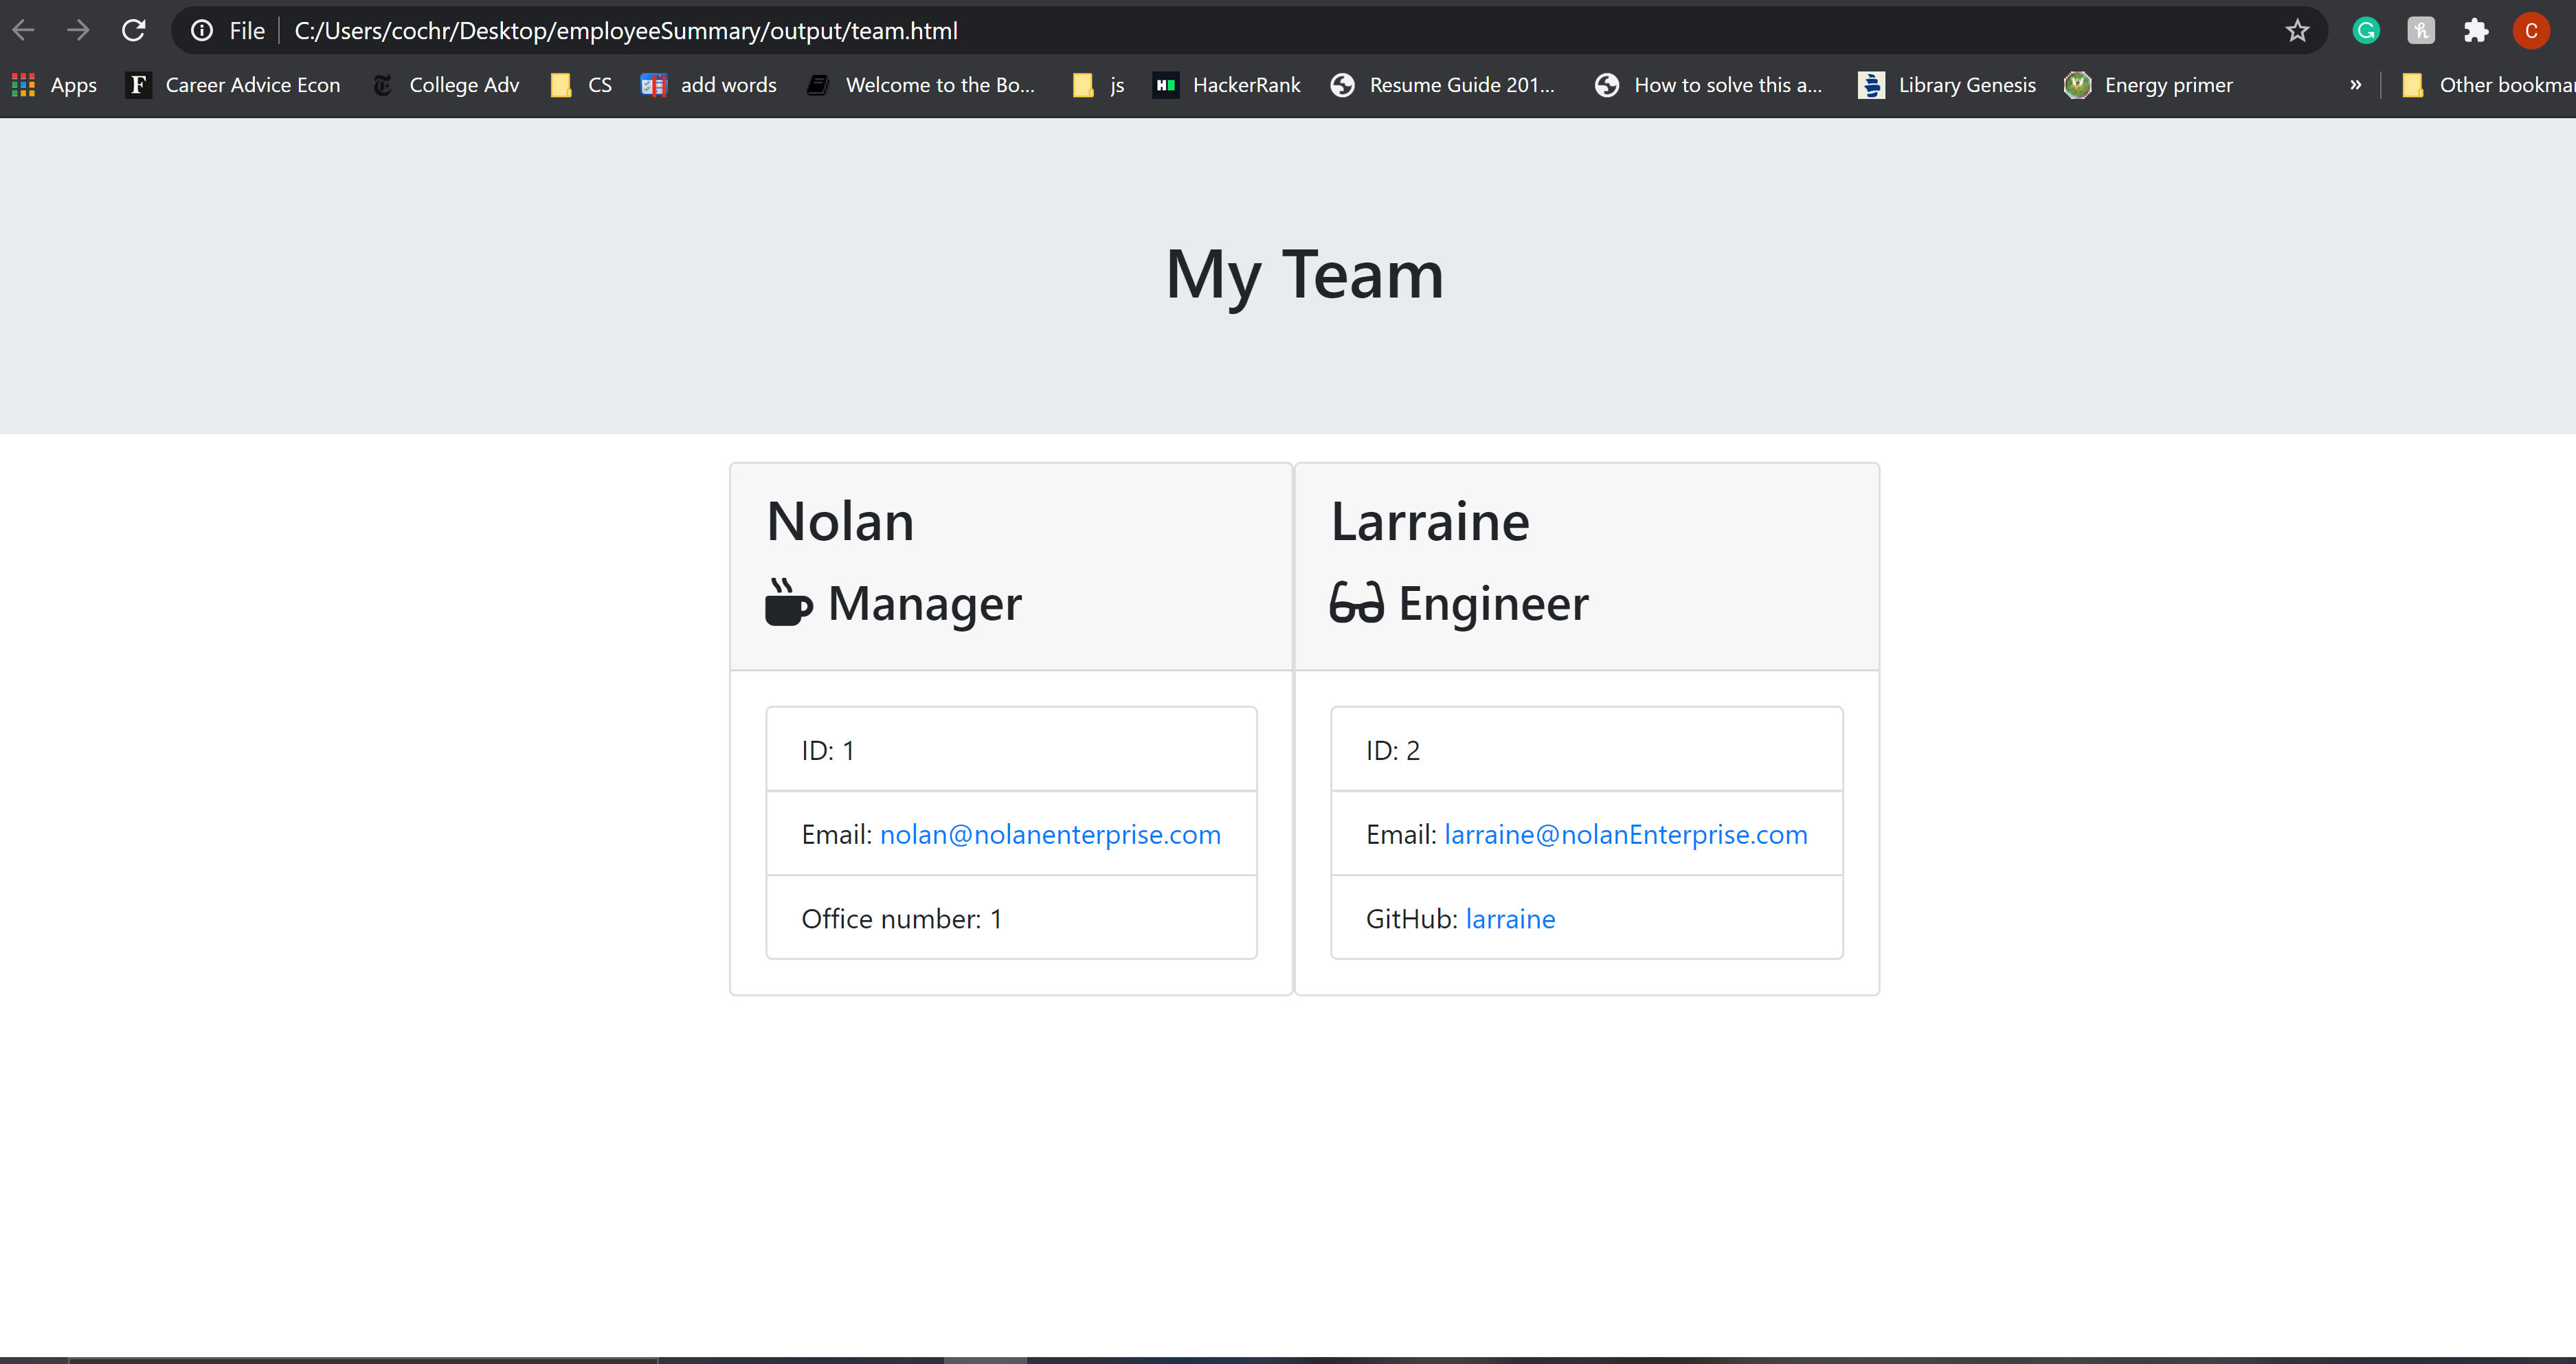 File C:/Users/cochr/Desktop/employeeSummary/output/team.html C
Apps Career Advice Econ College Adv CS add words Welcome to the Bo... js HackerRank Resume Guide 201... How to solve this a... Library Genesis Energy primer » Other bookmar
My Team
Nolan
Manager
ID: 1
Email: nolan@nolanenterprise.com
Office number: 1
Larraine
Engineer
ID: 2
Email: larraine@nolanEnterprise.com
GitHub: larraine